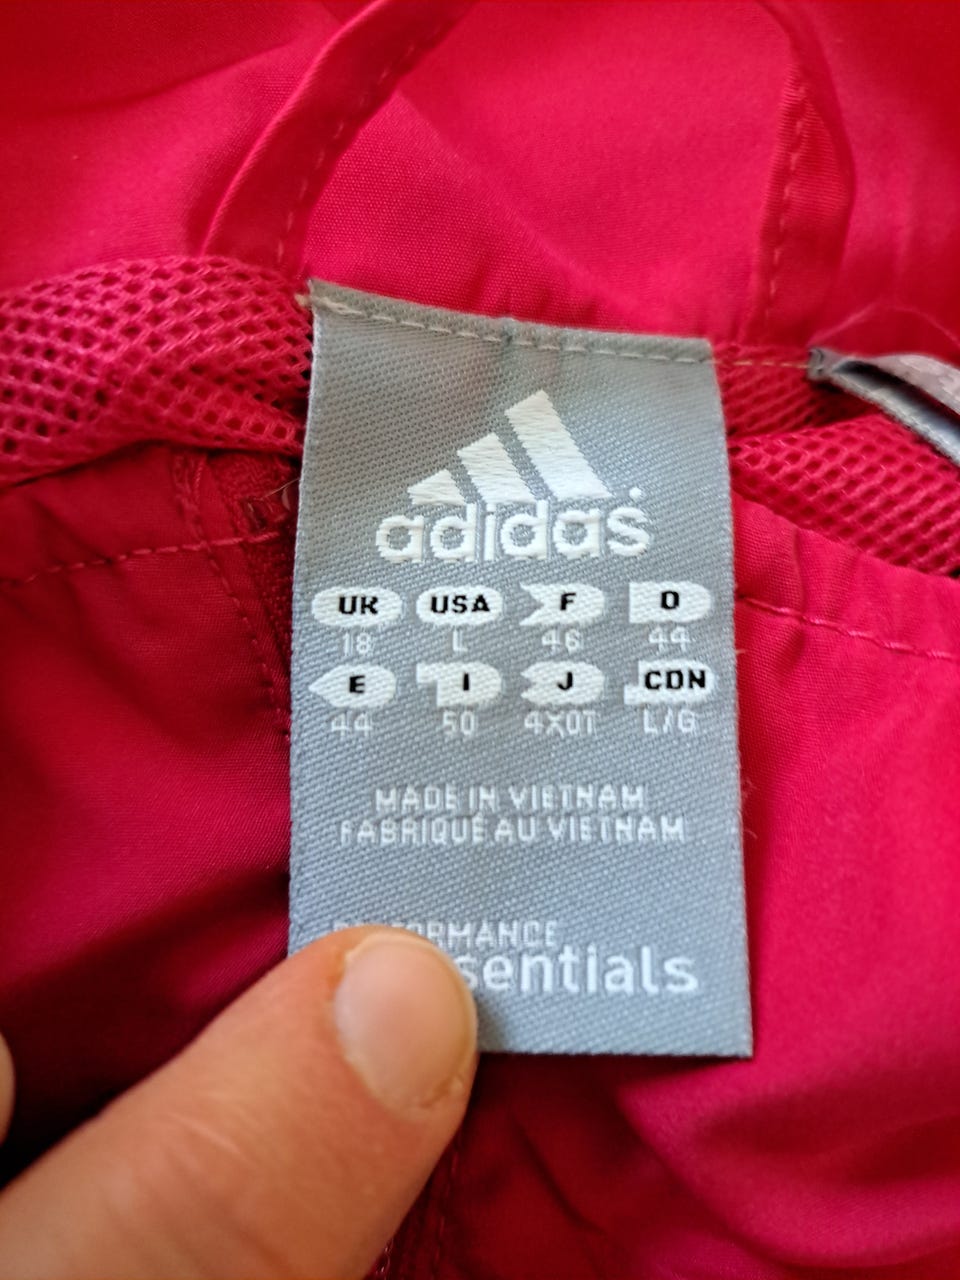 adidas
UK USA F D
18 L 46 44
E I J CDN
44 50 4XOT L/G
MADE IN VIETNAM
FABRIQUÉ AU VIETNAM
sentials